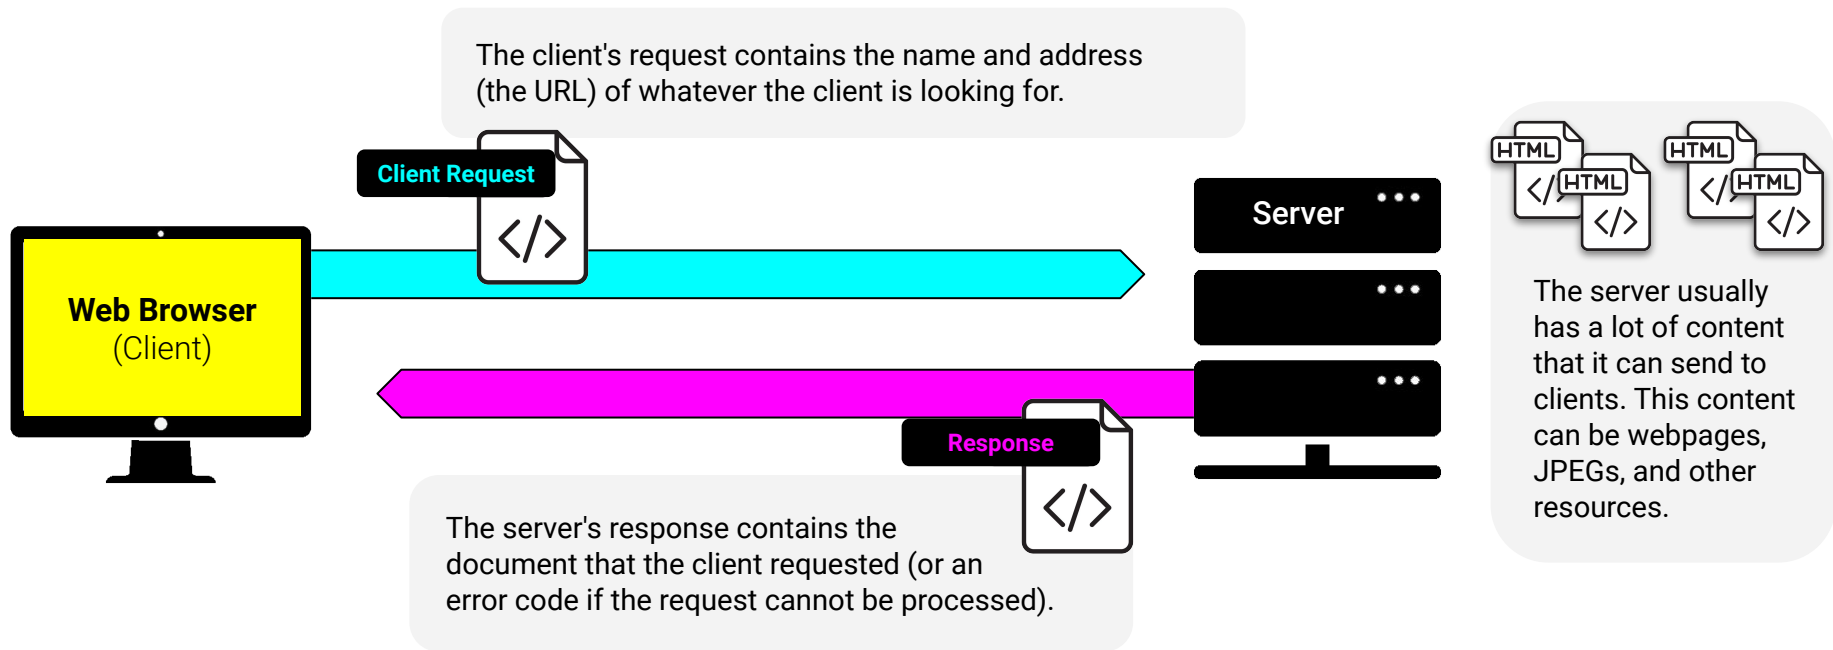 The client's request contains the name and address
(the URL) of whatever the client is looking for.
Client Request
</>
Web Browser
(Client)
Server
Response
</>
The server's response contains the
document that the client requested (or an
error code if the request cannot be processed).
HTML
</>
HTML
</>
HTML
</>
HTML
</>
The server usually
has a lot of content
that it can send to
clients. This content
can be webpages,
JPEGs, and other
resources.